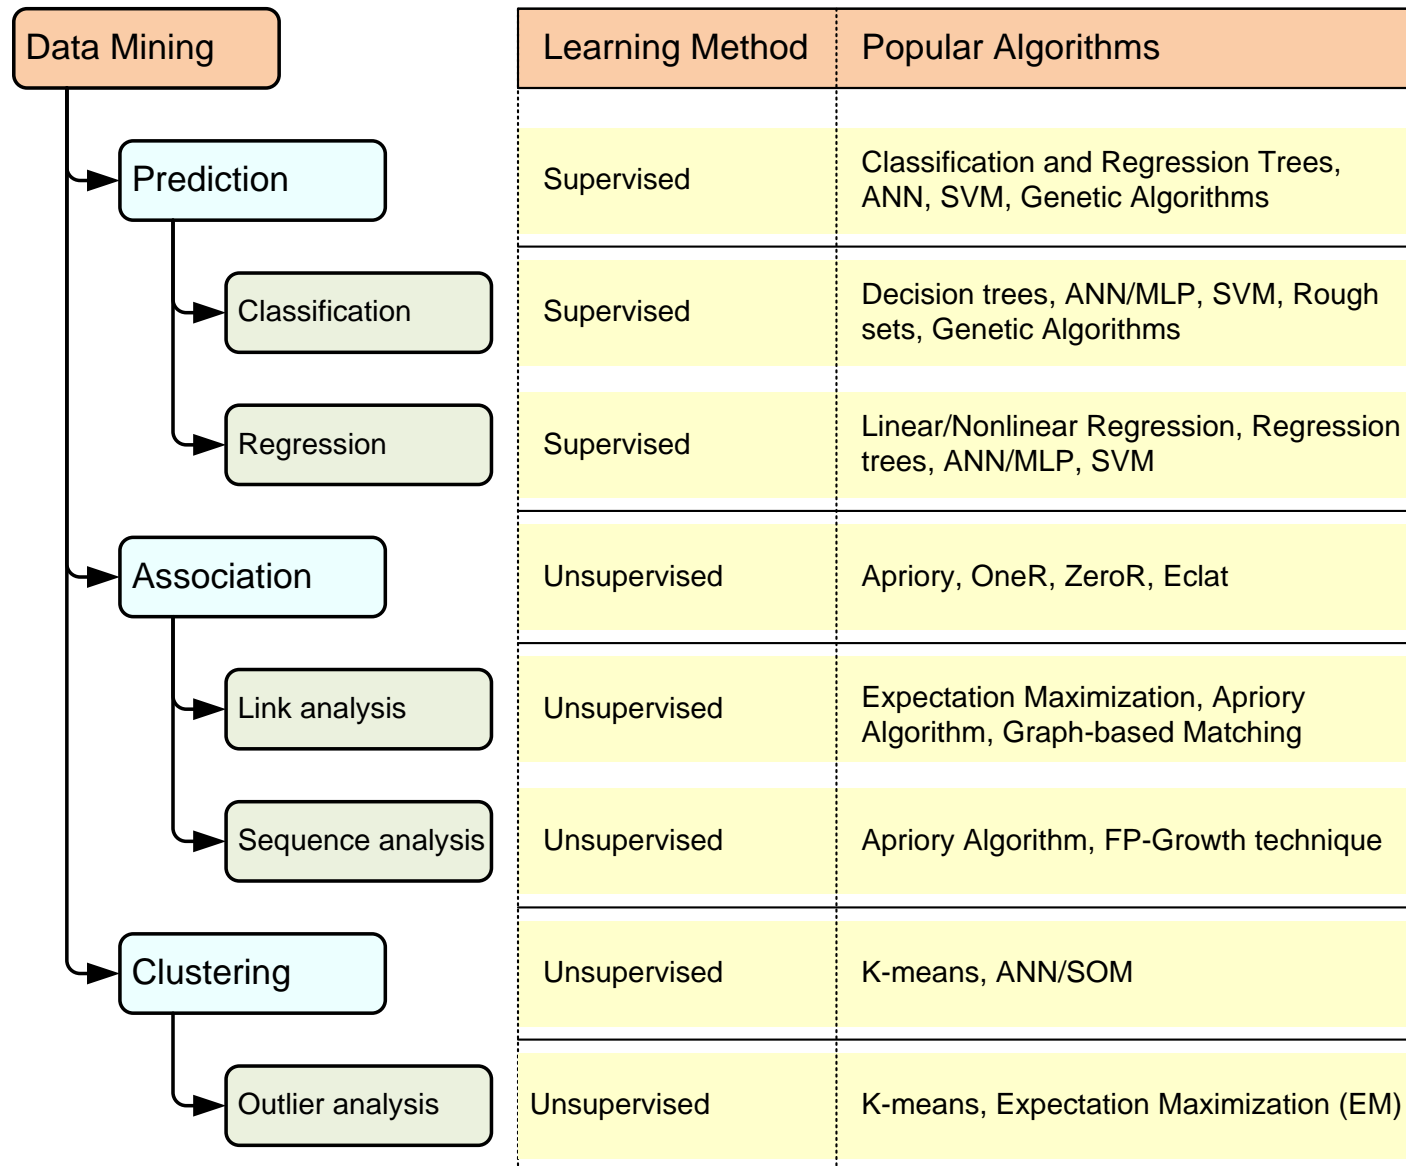 Data Mining
Learning Method
Popular Algorithms
Prediction
Supervised
Classification and Regression Trees,
ANN, SVM, Genetic Algorithms
Classification
Supervised
Decision trees, ANN/MLP, SVM, Rough
sets, Genetic Algorithms
Regression
Supervised
Linear/Nonlinear Regression, Regression
trees, ANN/MLP, SVM
Association
Unsupervised
Apriory, OneR, ZeroR, Eclat
Link analysis
Unsupervised
Expectation Maximization, Apriory
Algorithm, Graph-based Matching
Sequence analysis
Unsupervised
Apriory Algorithm, FP-Growth technique
Clustering
Unsupervised
K-means, ANN/SOM
Outlier analysis
Unsupervised
K-means, Expectation Maximization (EM)